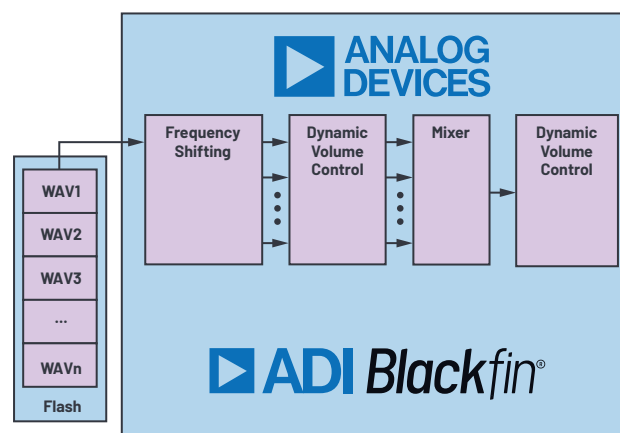 ANALOG
DEVICES
Frequency
Shifting
Dynamic
Volume
Control
Mixer
Dynamic
Volume
Control
WAV1
WAV2
WAV3
...
WAVn
Flash
ADI Blackfin®